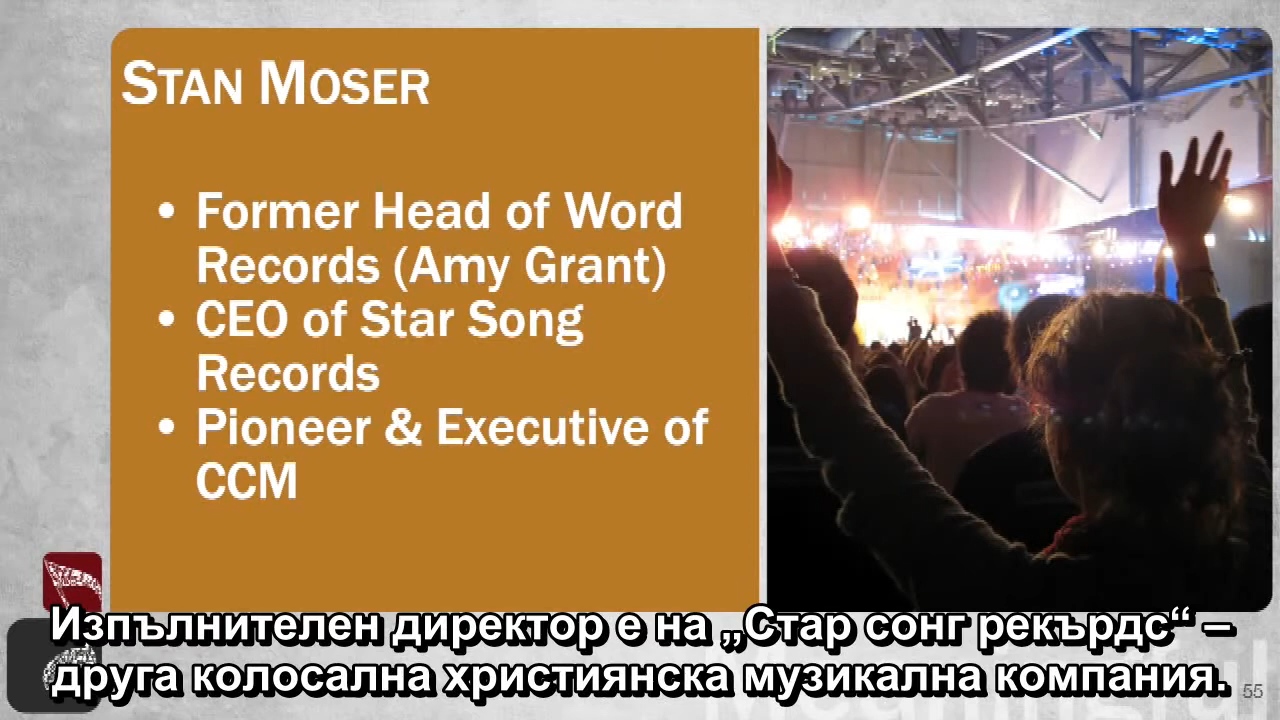 STAN MOSER
• Former Head of Word
Records (Amy Grant)
• CEO of Star Song
Records
• Pioneer & Executive of
CCM
Изпълнителен директор е на „Стар сонг рекърдс“ –
друга колосална християнска музикална компания.
55